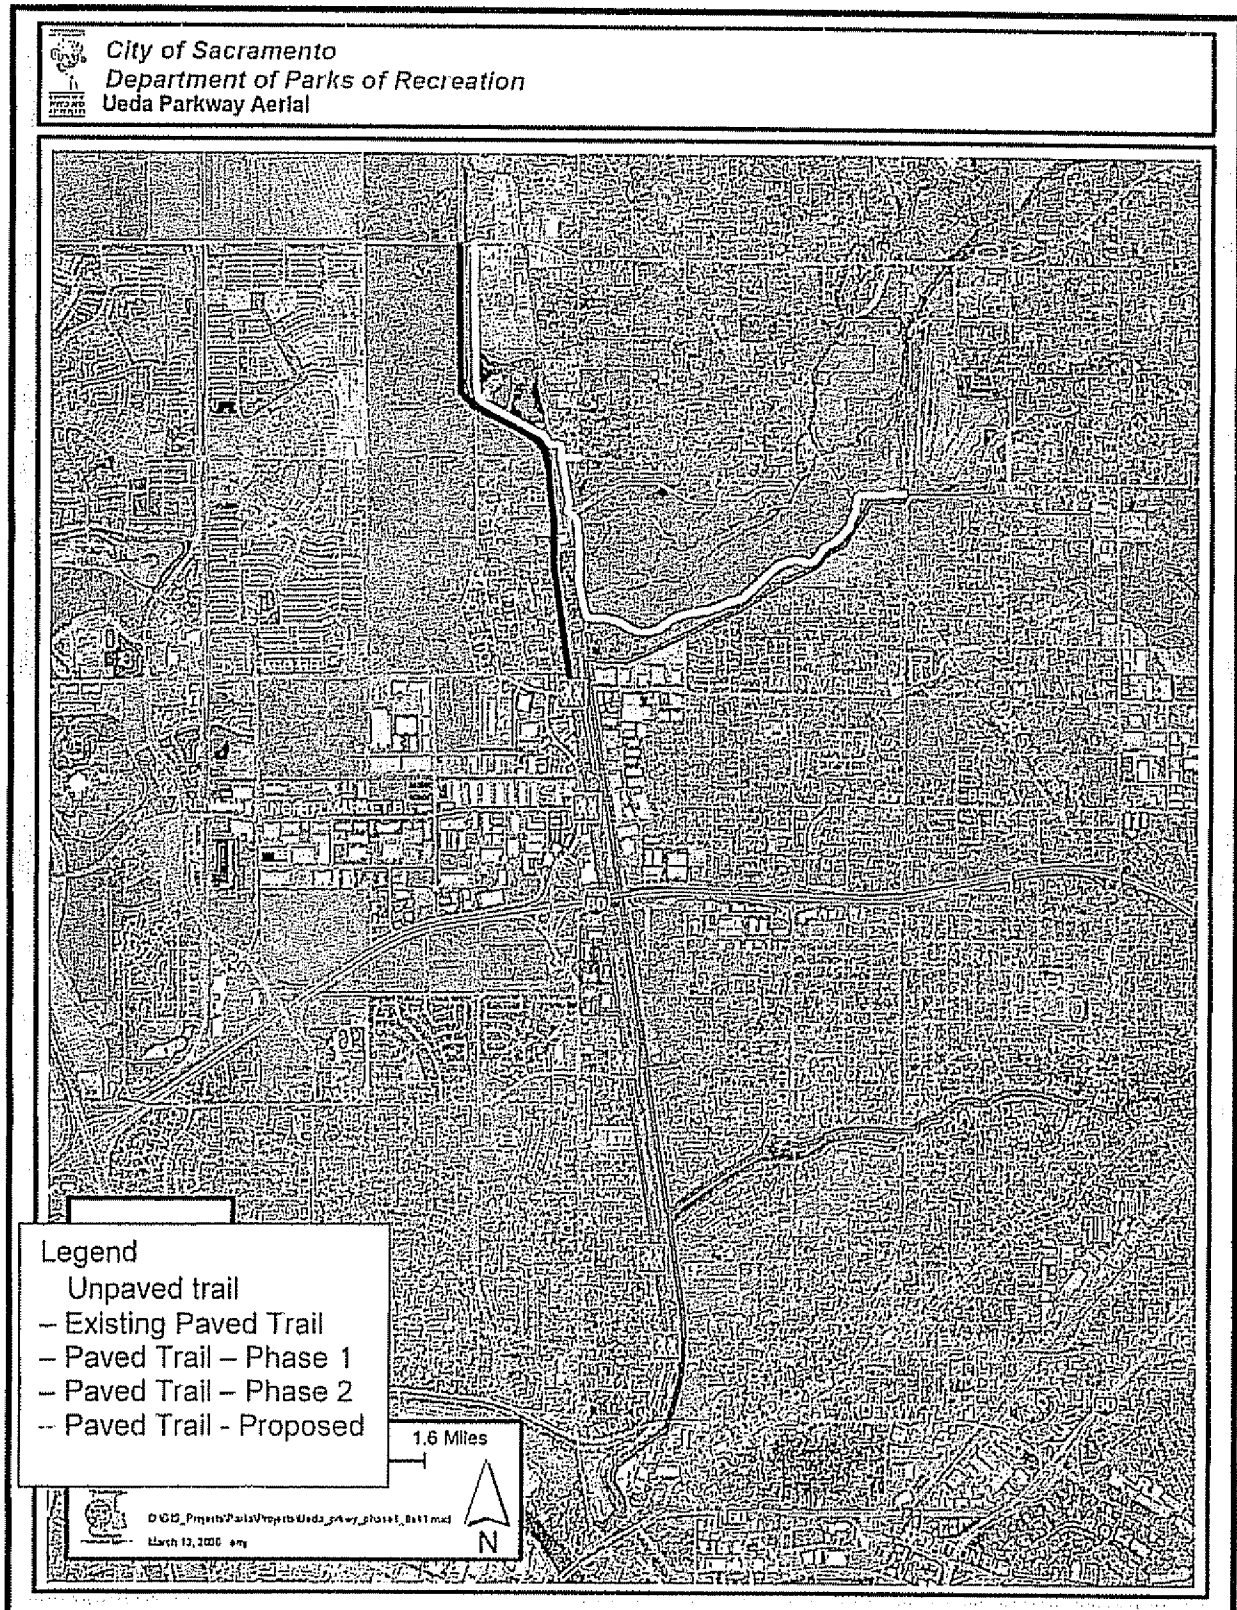 City of Sacramento
Department of Parks of Recreation
Ueda Parkway Aerial
80
Legend
Unpaved trail
– Existing Paved Trail
– Paved Trail – Phase 1
– Paved Trail – Phase 2
-- Paved Trail - Proposed
1.6 Miles
N